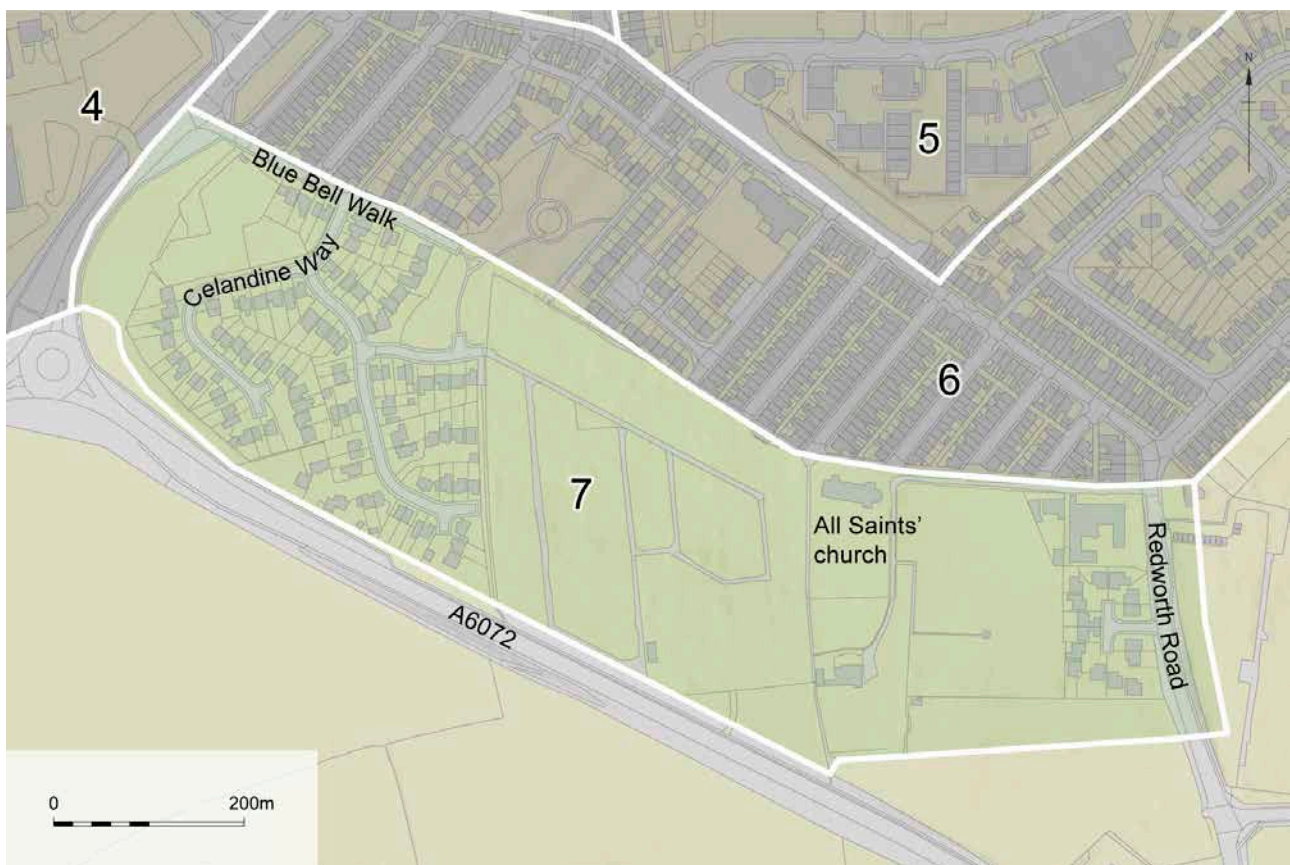 N
4
5
Blue Bell Walk
Celandine Way
6
7
All Saints'
church
Redworth Road
A6072
0 200m